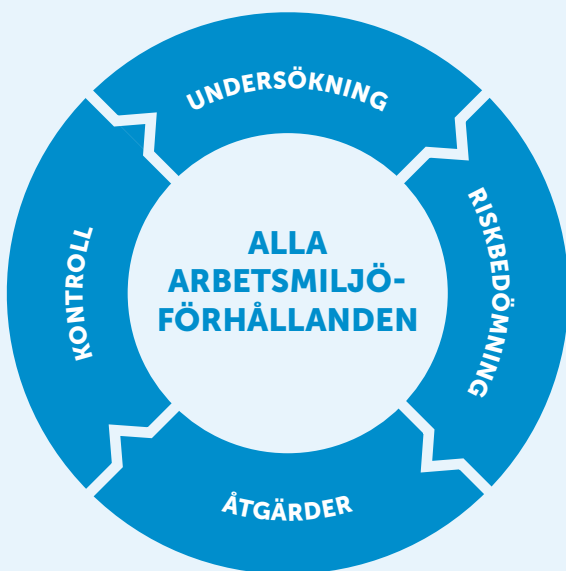 UNDERSÖKNING
RISKBEDÖMNING
ÅTGÄRDER
KONTROLL
ALLA
ARBETSMILJÖ-
FÖRHÅLLANDEN